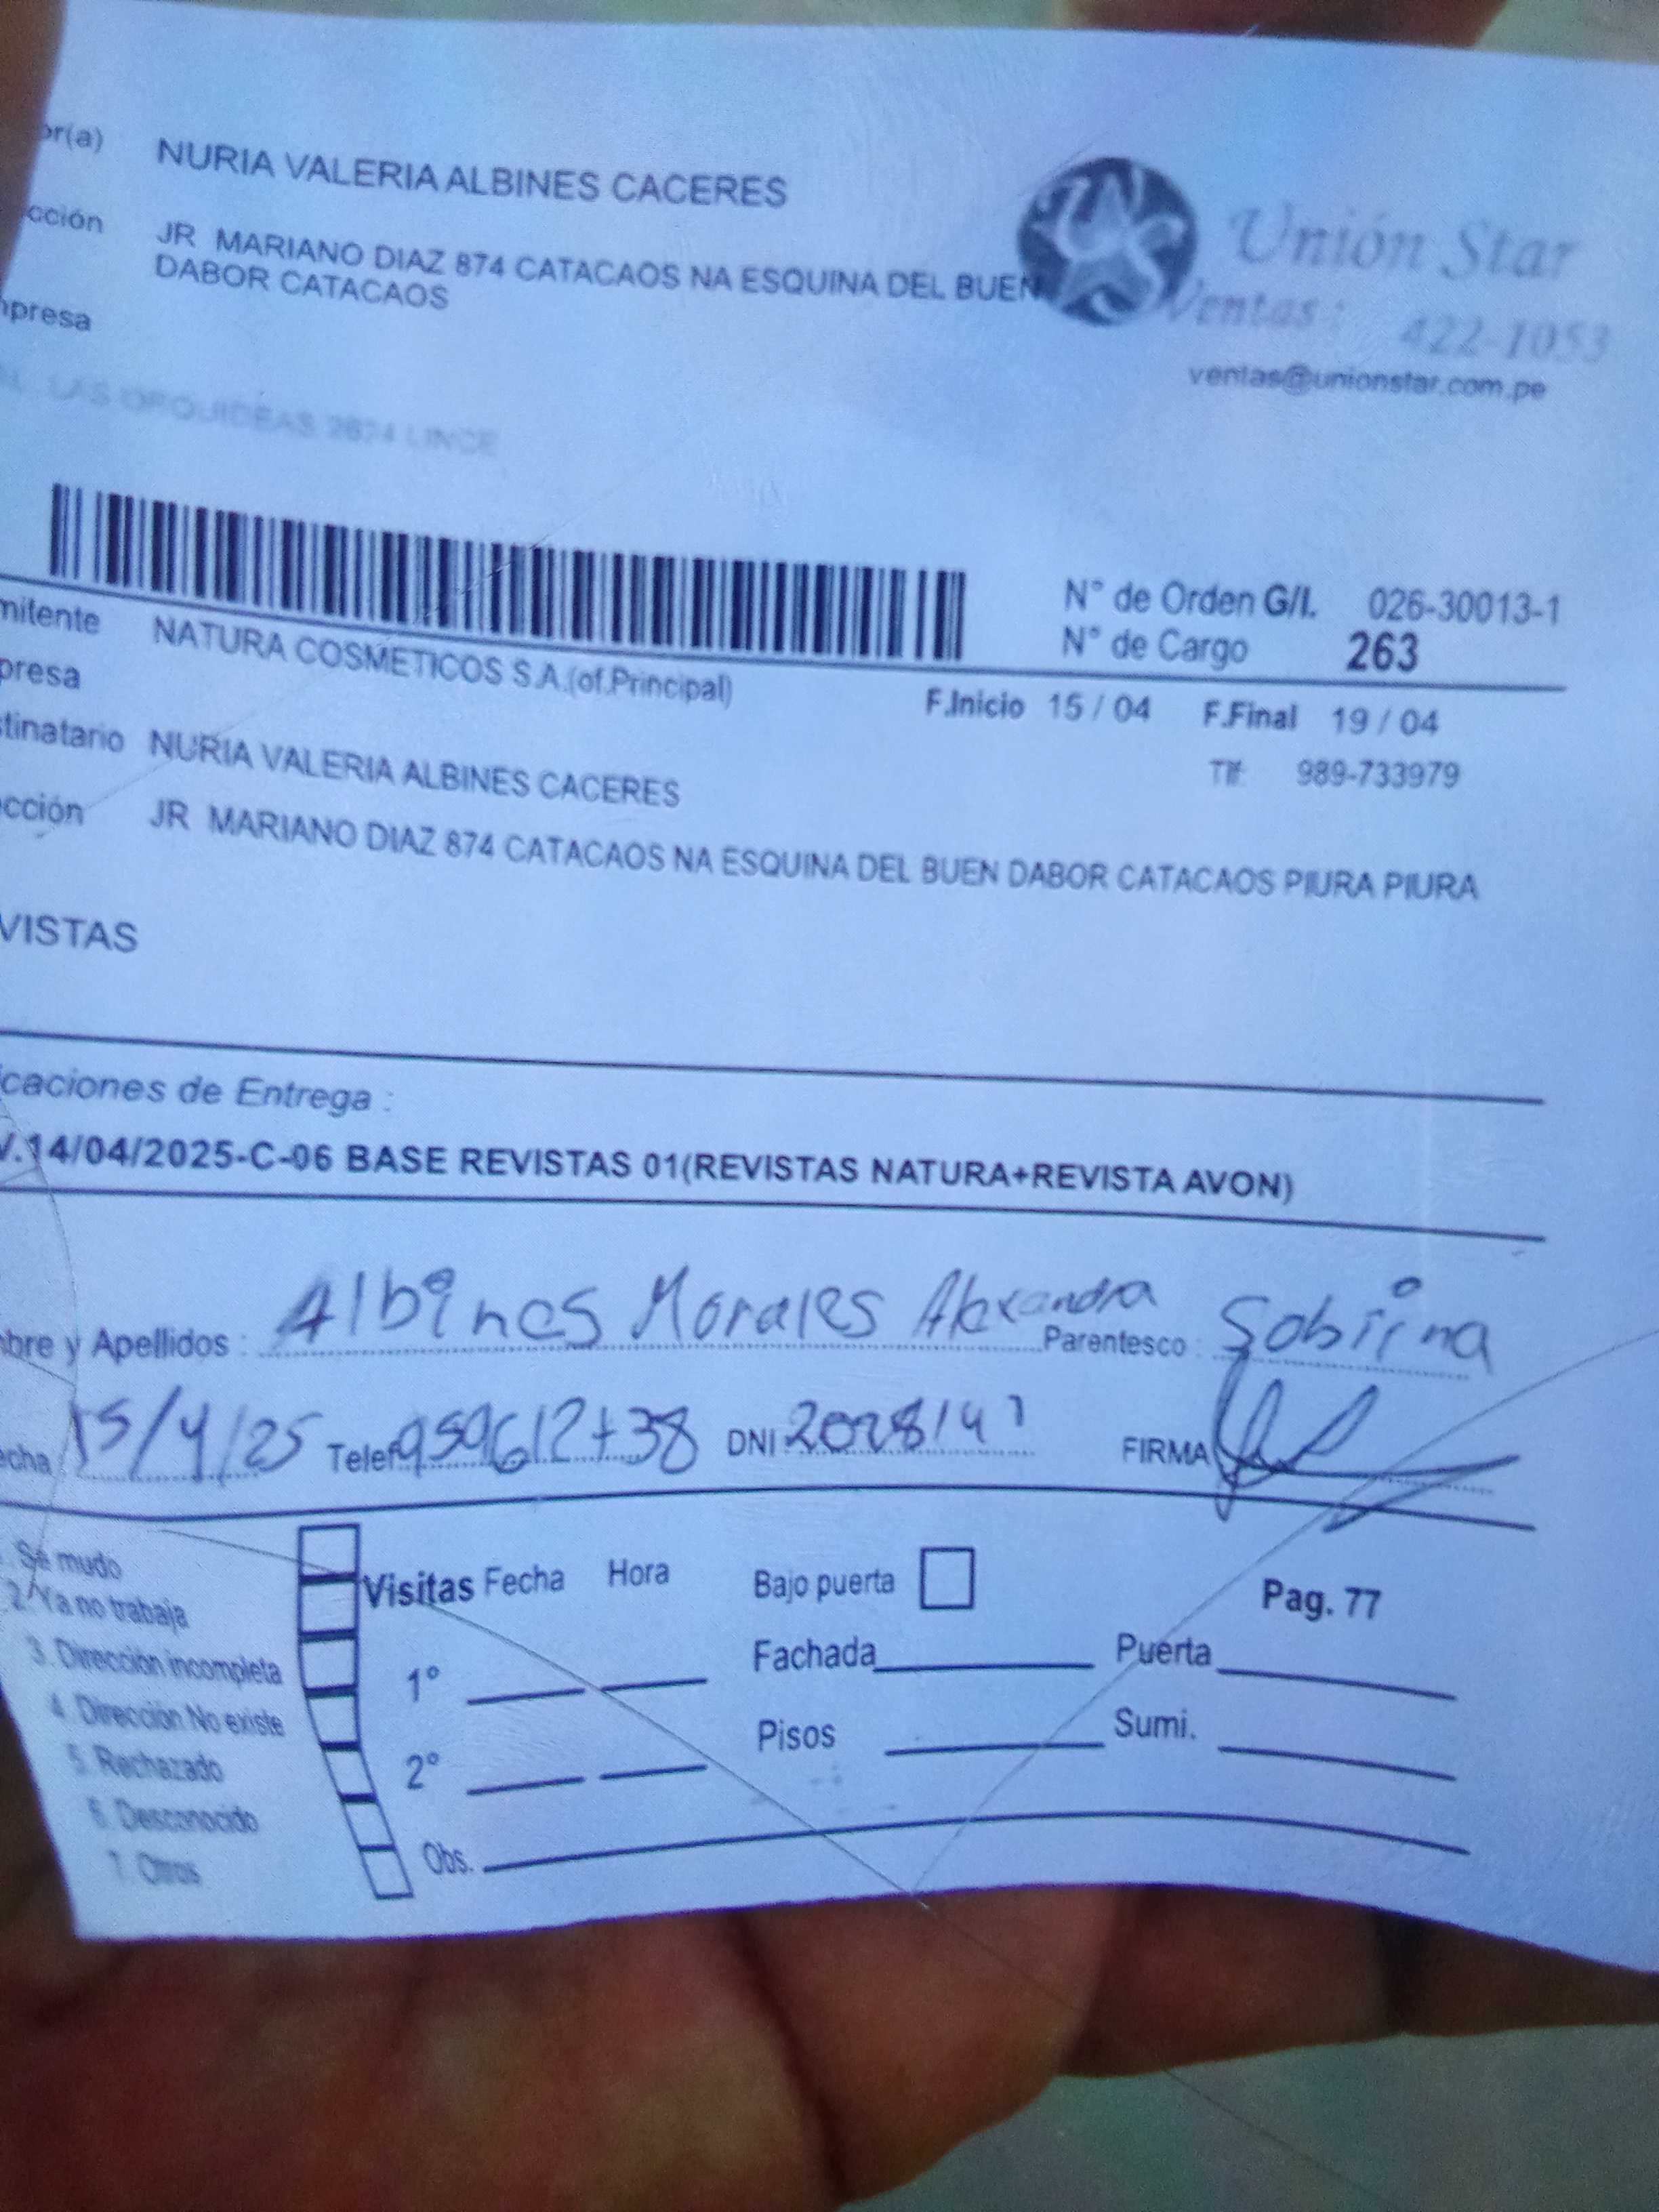 or(a) NURIA VALERIA ALBINES CACERES
cción JR MARIANO DIAZ 874 CATACAOS NA ESQUINA DEL BUEN
DABOR CATACAOS
mpresa
Unión Star
Ventas: 422-1053
ventas@unionstar.com.pe
LAS ORQUIDEAS 2674 LINCE
N° de Orden G/I. 026-30013-1
N° de Cargo 263
mitente NATURA COSMETICOS S.A.(of.Principal)
presa
F.Inicio 15 / 04 F.Final 19 / 04
Tlf: 989-733979
tinatario NURIA VALERIA ALBINES CACERES
cción JR MARIANO DIAZ 874 CATACAOS NA ESQUINA DEL BUEN DABOR CATACAOS PIURA PIURA
VISTAS
caciones de Entrega :
V.14/04/2025-C-06 BASE REVISTAS 01(REVISTAS NATURA+REVISTA AVON)
bre y Apellidos : Albines Morales Alexandra Parentesco : Sobrina
echa 15/4/25 Telef DNI FIRMA
Se mudo
2. Ya no trabaja
3. Dirección incompleta
4. Dirección No existe
5. Rechazado
6. Desconocido
7. Otros
Visitas Fecha Hora
1°
2°
Obs.
Bajo puerta
Pag. 77
Fachada Puerta
Pisos Sumi.